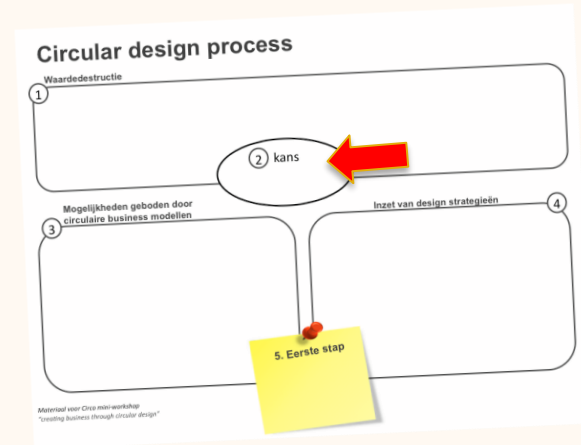 Circular design process
Waardedestructie
1
2 kans
Mogelijkheden geboden door
circulaire business modellen
3
Inzet van design strategieën
4
5. Eerste stap
Materiaal voor Circo mini-workshop
"creating business through circular design"